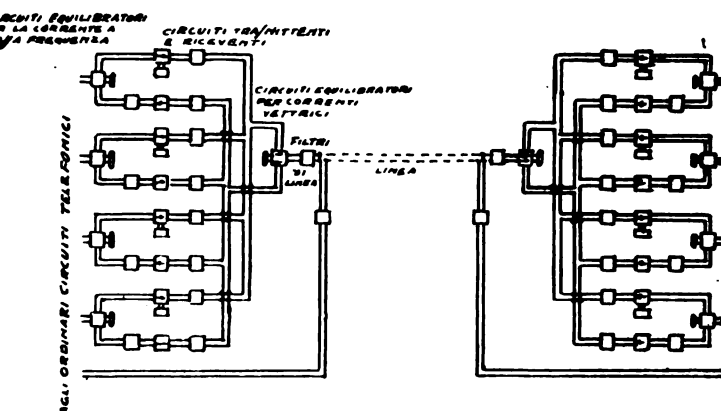 CIRCUITI EQUILIBRATORI
LA CORRENTE A
FREQUENZA
CIRCUITI TRASMITTENTI
E RICEVENTI
CIRCUITI EQUILIBRATORI
PER CORRENTI
VETTRICI
FILTRI
DI
LINEA
LINEA
AGLI ORDINARI CIRCUITI TELEFONICI